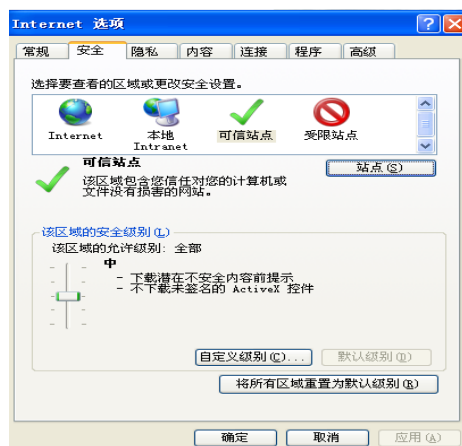 Internet 选项
常规 安全 隐私 内容 连接 程序 高级
选择要查看的区域或更改安全设置。
Internet 本地 Intranet 可信站点 受限站点
可信站点
站点(S)
该区域包含您信任对您的计算机或
文件没有损害的网站。
该区域的安全级别(L)
该区域的允许级别: 全部
中
- 下载潜在不安全内容前提示
- 不下载未签名的 ActiveX 控件
自定义级别(C)... 默认级别(D)
将所有区域重置为默认级别(R)
确定 取消 应用(A)